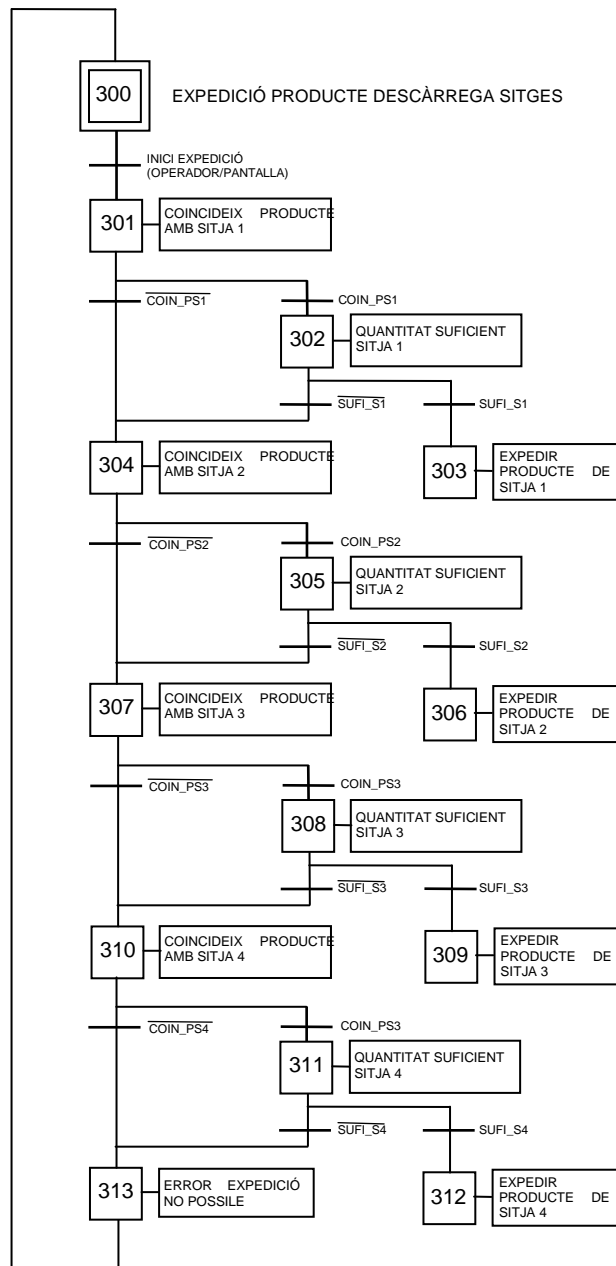 300
EXPEDICIÓ PRODUCTE DESCÀRREGA SITGES
INICI EXPEDICIÓ
(OPERADOR/PANTALLA)
301
COINCIDEIX PRODUCTE
AMB SITJA 1
COIN_PS1
COIN_PS1
302
QUANTITAT SUFICIENT
SITJA 1
SUFI_S1
SUFI_S1
304
COINCIDEIX PRODUCTE
AMB SITJA 2
303
EXPEDIR
PRODUCTE DE
SITJA 1
COIN_PS2
COIN_PS2
305
QUANTITAT SUFICIENT
SITJA 2
SUFI_S2
SUFI_S2
307
COINCIDEIX PRODUCTE
AMB SITJA 3
306
EXPEDIR
PRODUCTE DE
SITJA 2
COIN_PS3
COIN_PS3
308
QUANTITAT SUFICIENT
SITJA 3
SUFI_S3
SUFI_S3
310
COINCIDEIX PRODUCTE
AMB SITJA 4
309
EXPEDIR
PRODUCTE DE
SITJA 3
COIN_PS4
COIN_PS3
311
QUANTITAT SUFICIENT
SITJA 4
SUFI_S4
SUFI_S4
313
ERROR EXPEDICIÓ
NO POSSILE
312
EXPEDIR
PRODUCTE DE
SITJA 4